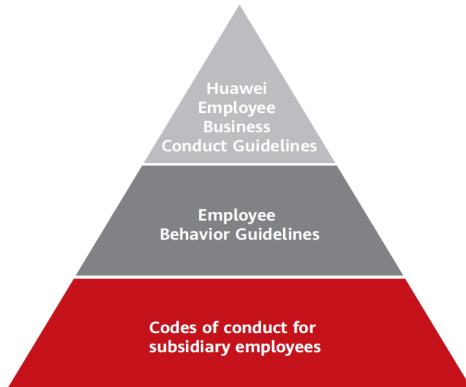 Huawei
Employee
Business
Conduct Guidelines
Employee
Behavior Guidelines
Codes of conduct for
subsidiary employees